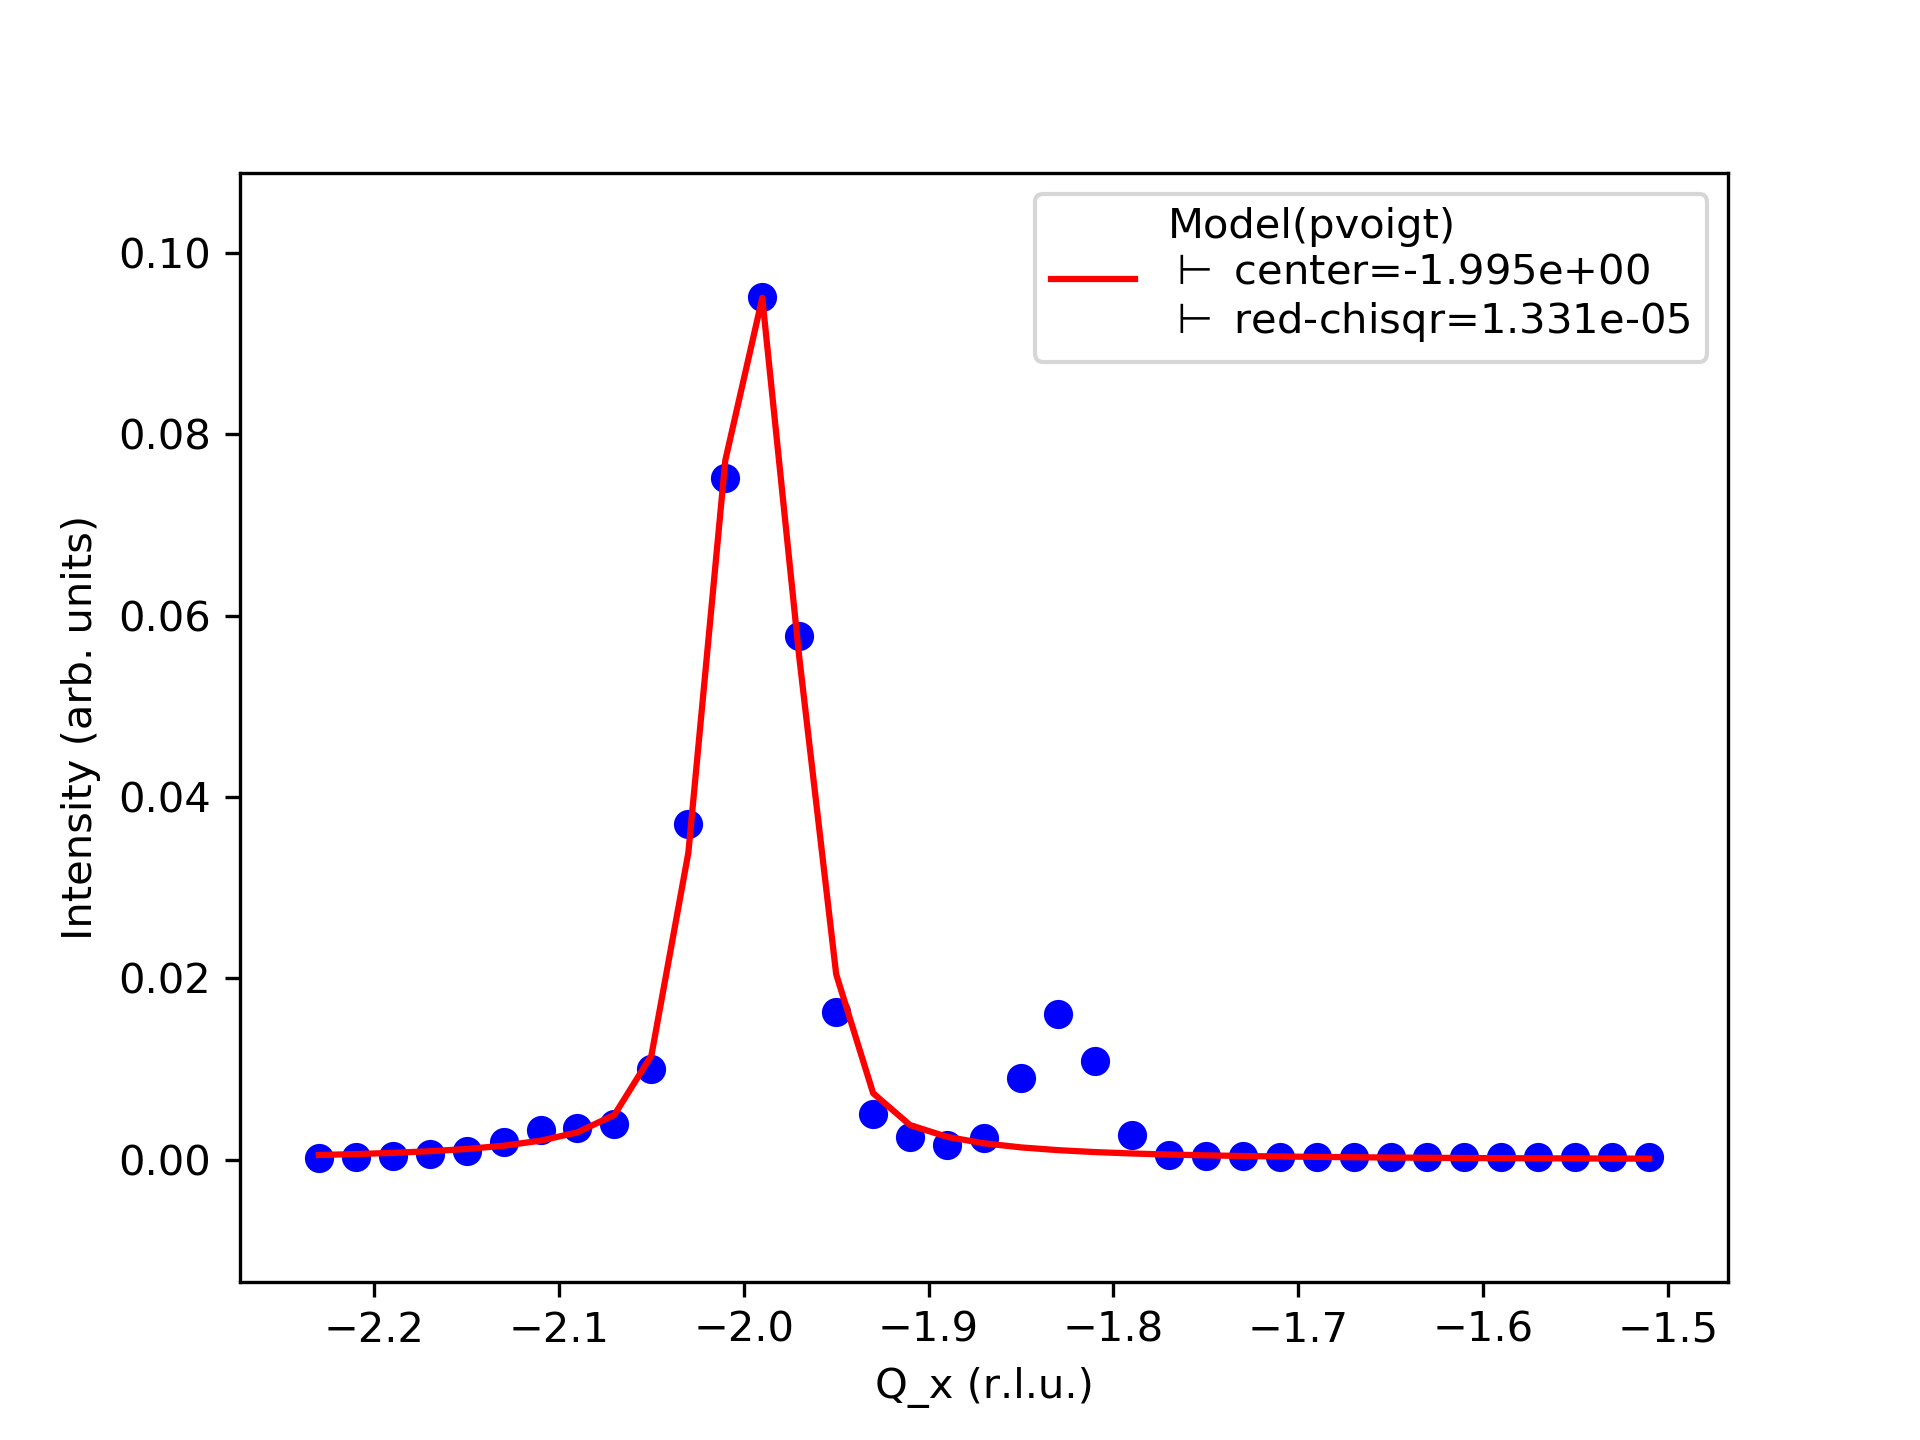 Model(pvoigt)
⊢ center=-1.995e+00
⊢ red-chisqr=1.331e-05
0.10
0.08
0.06
0.04
0.02
0.00
Intensity (arb. units)
−2.2 −2.1 −2.0 −1.9 −1.8 −1.7 −1.6 −1.5
Q_x (r.l.u.)